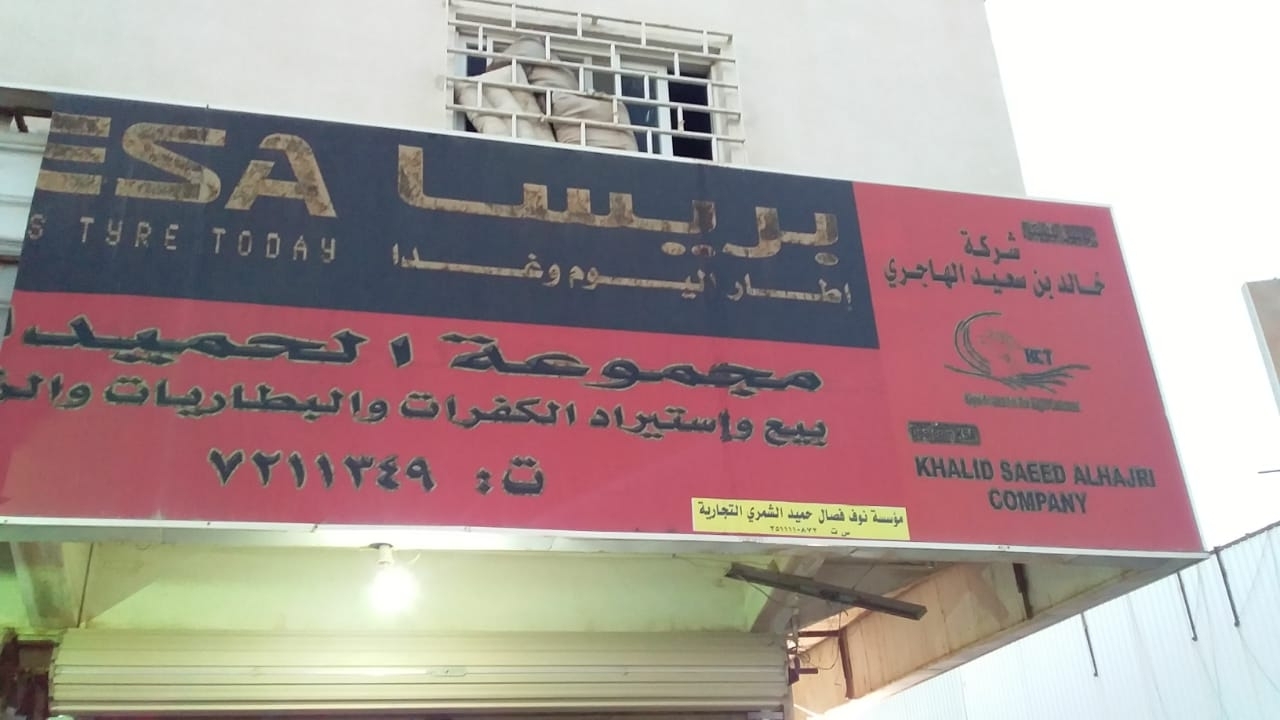 ESA
S TYRE TODAY
بريسا
إطار اليوم وغدا
مجموعة الحميد
بيع وإستيراد الكفرات والبطاريات
ت: ٧٢١١٣٤٩
شركة
خالد بن سعيد الهاجري
KCT
KHALID SAEED ALHAJRI
COMPANY
مؤسسة نوف فصال حميد الشمري التجارية
س ت ٢٥١١١١٠٨٧٢